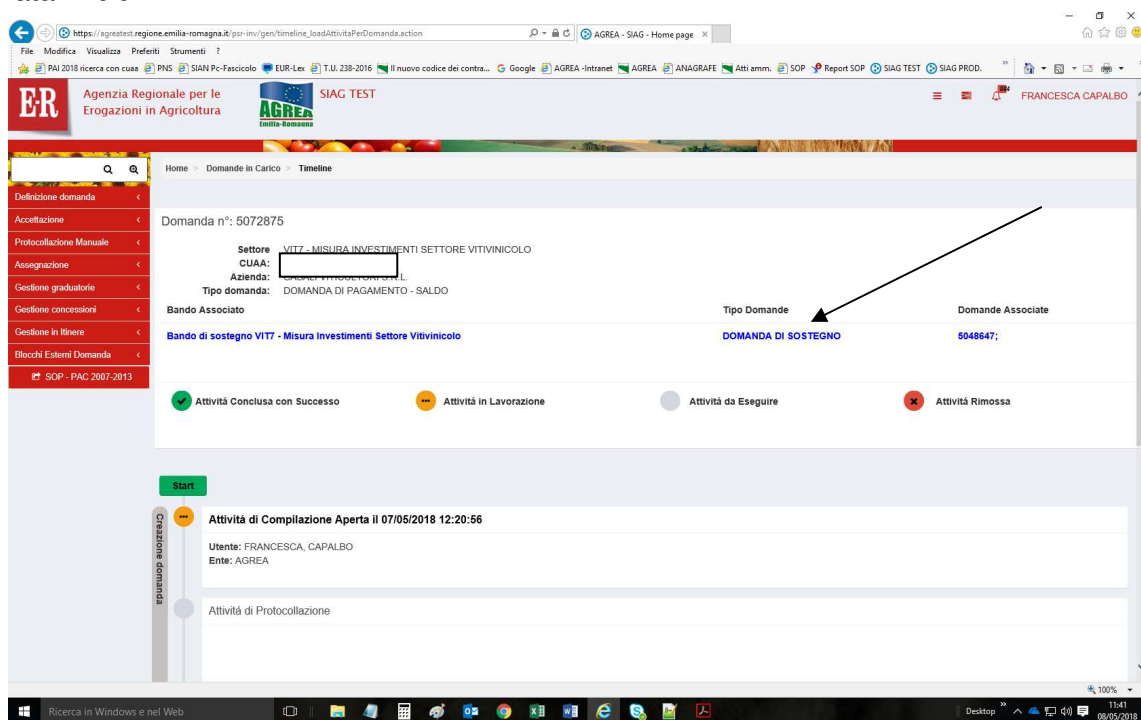 https://agreatest.regione.emilia-romagna.it/psr-inv/gen/timeline_loadAttivitaPerDomanda.action
AGREA - SIAG - Home page
File Modifica Visualizza Preferiti Strumenti ?
PAI 2018 ricerca con cuaa PNS SIAN Pc-Fascicolo EUR-Lex T.U. 238-2016 Il nuovo codice dei contra... Google AGREA -Intranet AGREA ANAGRAFE Atti amm. SOP Report SOP SIAG TEST SIAG PROD.
E·R
Agenzia Regionale per le
Erogazioni in Agricoltura
AGREA
Emilia-Romagna
SIAG TEST
FRANCESCA CAPALBO
Home > Domande in Carico > Timeline
Definizione domanda
Accettazione
Protocollazione Manuale
Assegnazione
Gestione graduatorie
Gestione concessioni
Gestione in Itinere
Blocchi Esterni Domanda
SOP - PAC 2007-2013
Domanda n°: 5072875
Settore VIT7 - MISURA INVESTIMENTI SETTORE VITIVINICOLO
CUAA:
Azienda: CASALI VITICULTORI S.R.L.
Tipo domanda: DOMANDA DI PAGAMENTO - SALDO
Bando Associato Tipo Domande Domande Associate
Bando di sostegno VIT7 - Misura Investimenti Settore Vitivinicolo DOMANDA DI SOSTEGNO 5048647;
Attività Conclusa con Successo Attività in Lavorazione Attività da Eseguire Attività Rimossa
Start
Creazione domanda
Attività di Compilazione Aperta il 07/05/2018 12:20:56
Utente: FRANCESCA, CAPALBO
Ente: AGREA
Attività di Protocollazione
100%
Ricerca in Windows e nel Web
Desktop
11:41
08/05/2018